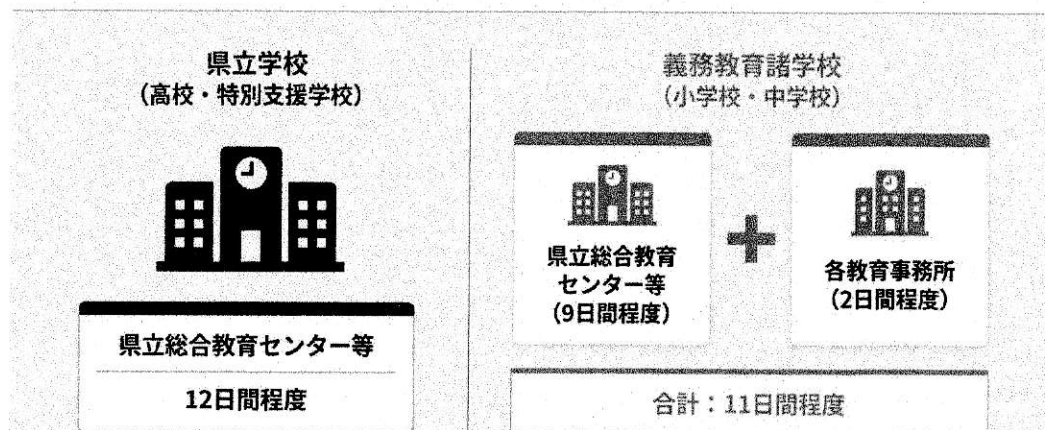 県立学校
(高校・特別支援学校)
県立総合教育センター等
12日間程度
義務教育諸学校
(小学校・中学校)
県立総合教育
センター等
(9日間程度)
+
各教育事務所
(2日間程度)
合計：11日間程度